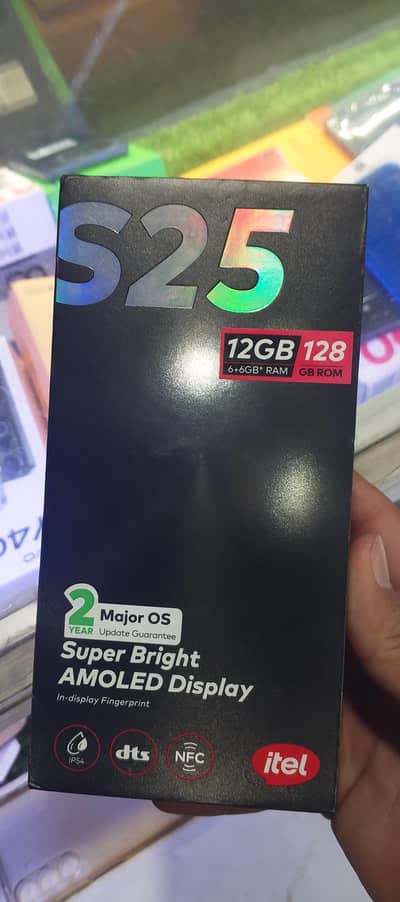 S25
12GB 128
6+6GB* RAM GB ROM
2 Major OS
YEAR Update Guarantee
Super Bright
AMOLED Display
In-display Fingerprint
IP54
dts
NFC
itel